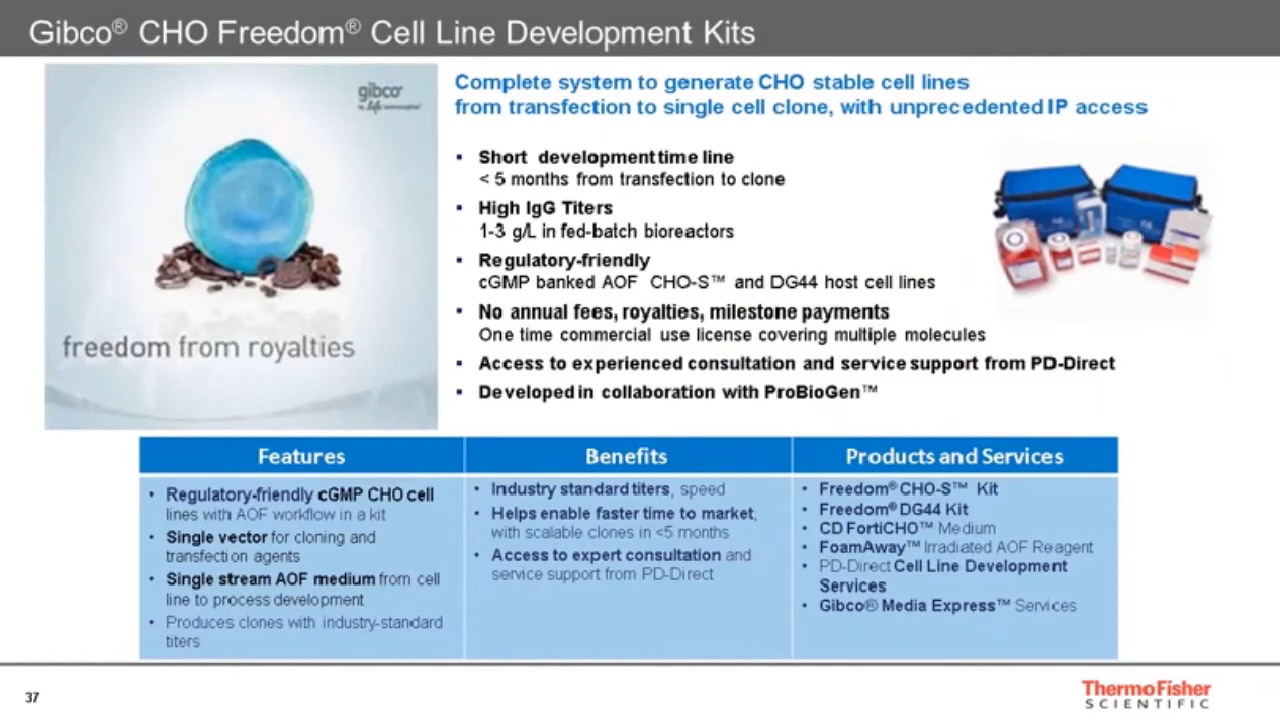 Gibco® CHO Freedom® Cell Line Development Kits
gibco®
by life technologies™
freedom from royalties
Complete system to generate CHO stable cell lines
from transfection to single cell clone, with unprecedented IP access
▪ Short development time line
< 5 months from transfection to clone
▪ High IgG Titers
1-3 g/L in fed-batch bioreactors
▪ Regulatory-friendly
cGMP banked AOF CHO-S™ and DG44 host cell lines
▪ No annual fees, royalties, milestone payments
One time commercial use license covering multiple molecules
▪ Access to experienced consultation and service support from PD-Direct
▪ Developed in collaboration with ProBioGen™
Features
• Regulatory-friendly cGMP CHO cell
lines with AOF workflow in a kit
• Single vector for cloning and
transfection agents
• Single stream AOF medium from cell
line to process development
• Produces clones with industry-standard
titers
Benefits
• Industry standard titers, speed
• Helps enable faster time to market,
with scalable clones in <5 months
• Access to expert consultation and
service support from PD-Direct
Products and Services
• Freedom® CHO-S™ Kit
• Freedom® DG44 Kit
• CD FortiCHO™ Medium
• FoamAway™ Irradiated AOF Reagent
• PD-Direct Cell Line Development
Services
• Gibco® Media Express™ Services
37
ThermoFisher
SCIENTIFIC